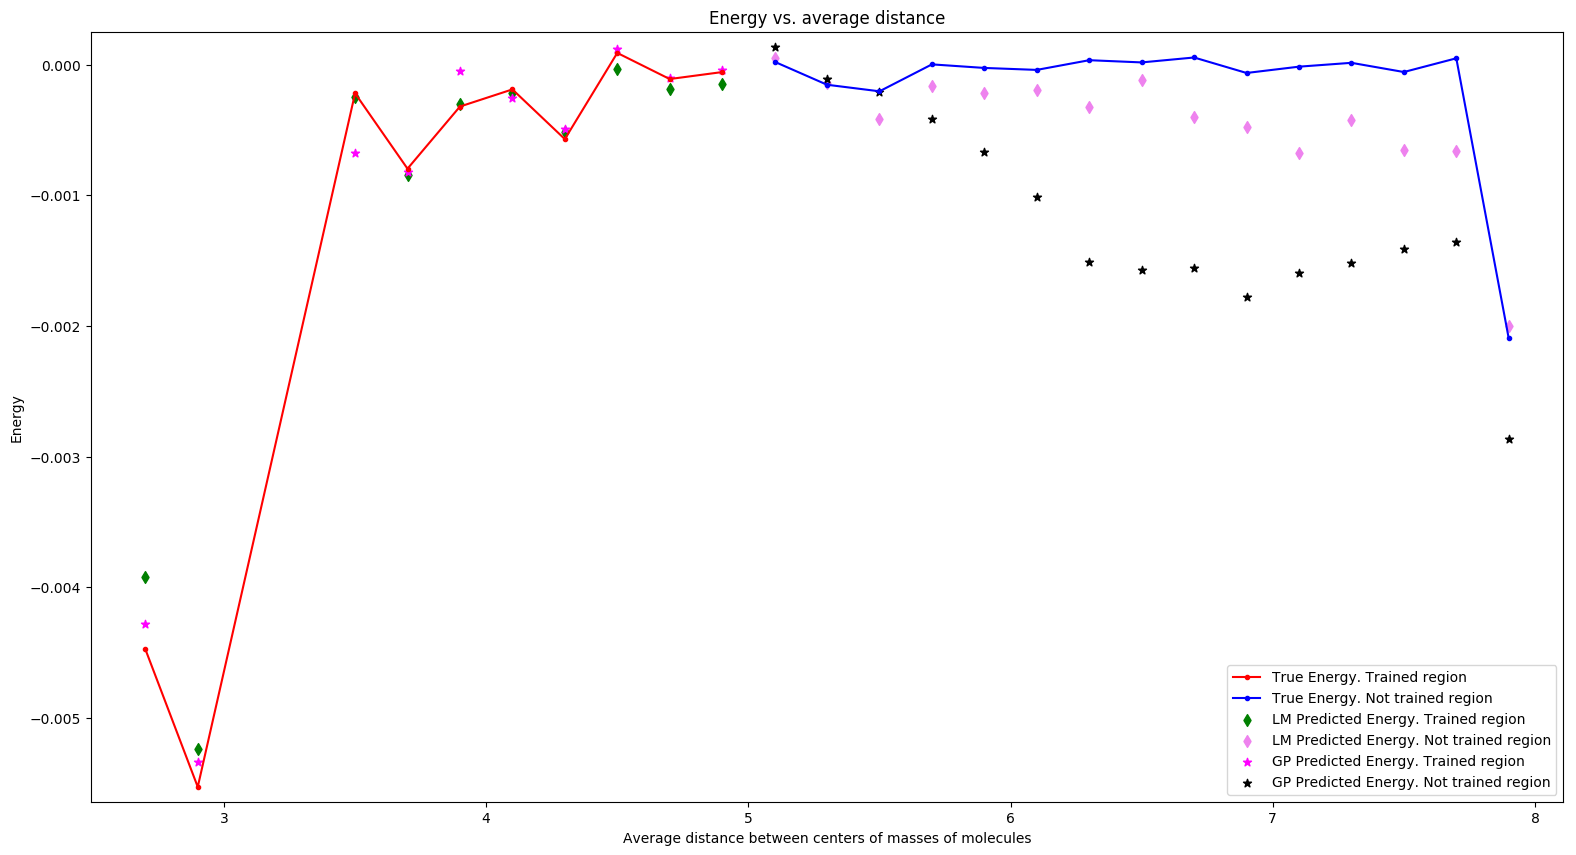 Energy vs. average distance
0.000
−0.001
−0.002
−0.003
−0.004
−0.005
Energy
3 4 5 6 7 8
Average distance between centers of masses of molecules
True Energy. Trained region
True Energy. Not trained region
LM Predicted Energy. Trained region
LM Predicted Energy. Not trained region
GP Predicted Energy. Trained region
GP Predicted Energy. Not trained region